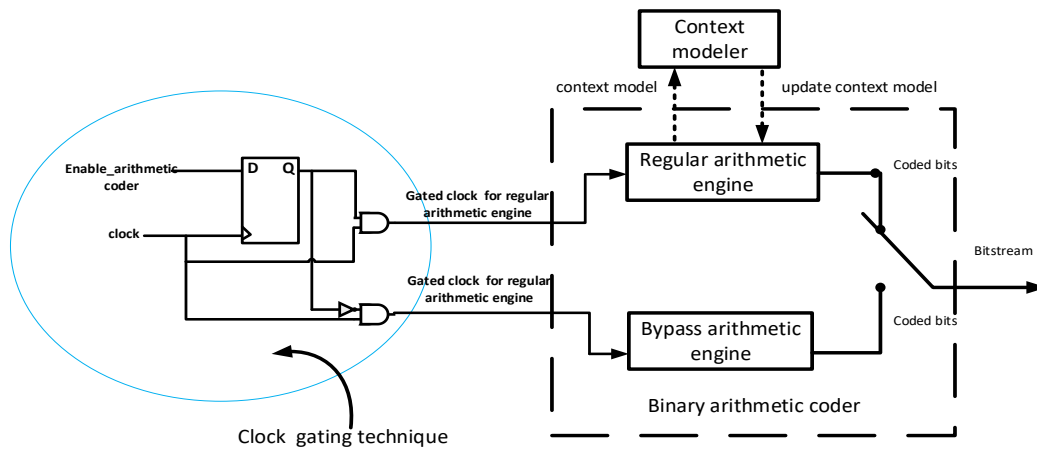 Context
modeler
context model
update context model
Enable_arithmetic
coder
D
Q
clock
Gated clock for regular
arithmetic engine
Regular arithmetic
engine
Coded bits
Bitstream
Gated clock for regular
arithmetic engine
Bypass arithmetic
engine
Coded bits
Binary arithmetic coder
Clock gating technique